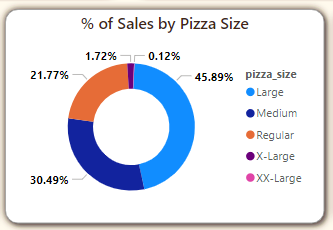 % of Sales by Pizza Size
1.72%
0.12%
21.77%
45.89%
30.49%
pizza_size
Large
Medium
Regular
X-Large
XX-Large